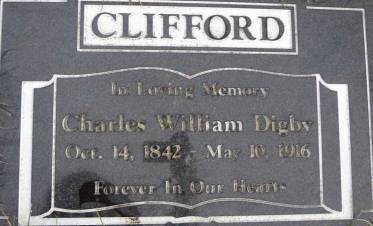 CLIFFORD
In Loving Memory
Charles William Digby
Oct. 14, 1842 - May 10, 1916
Forever In Our Hearts